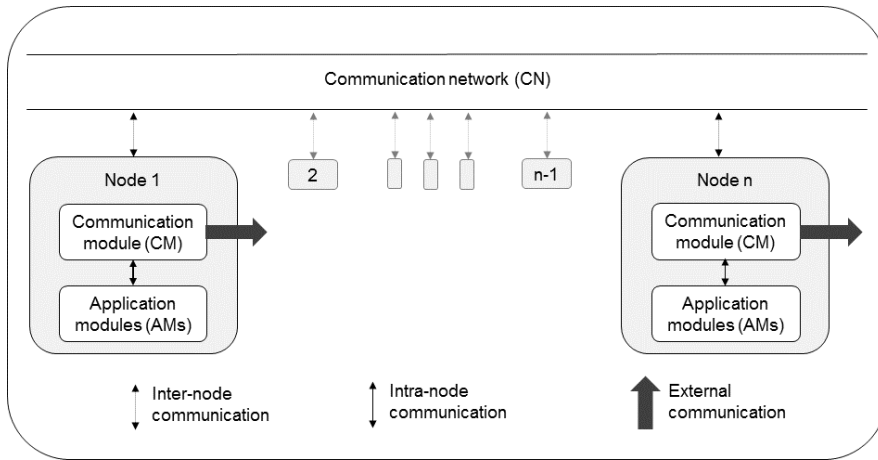 Communication network (CN)
Node 1
2
n-1
Node n
Communication
module (CM)
Application
modules (AMs)
Communication
module (CM)
Application
modules (AMs)
Inter-node
communication
Intra-node
communication
External
communication